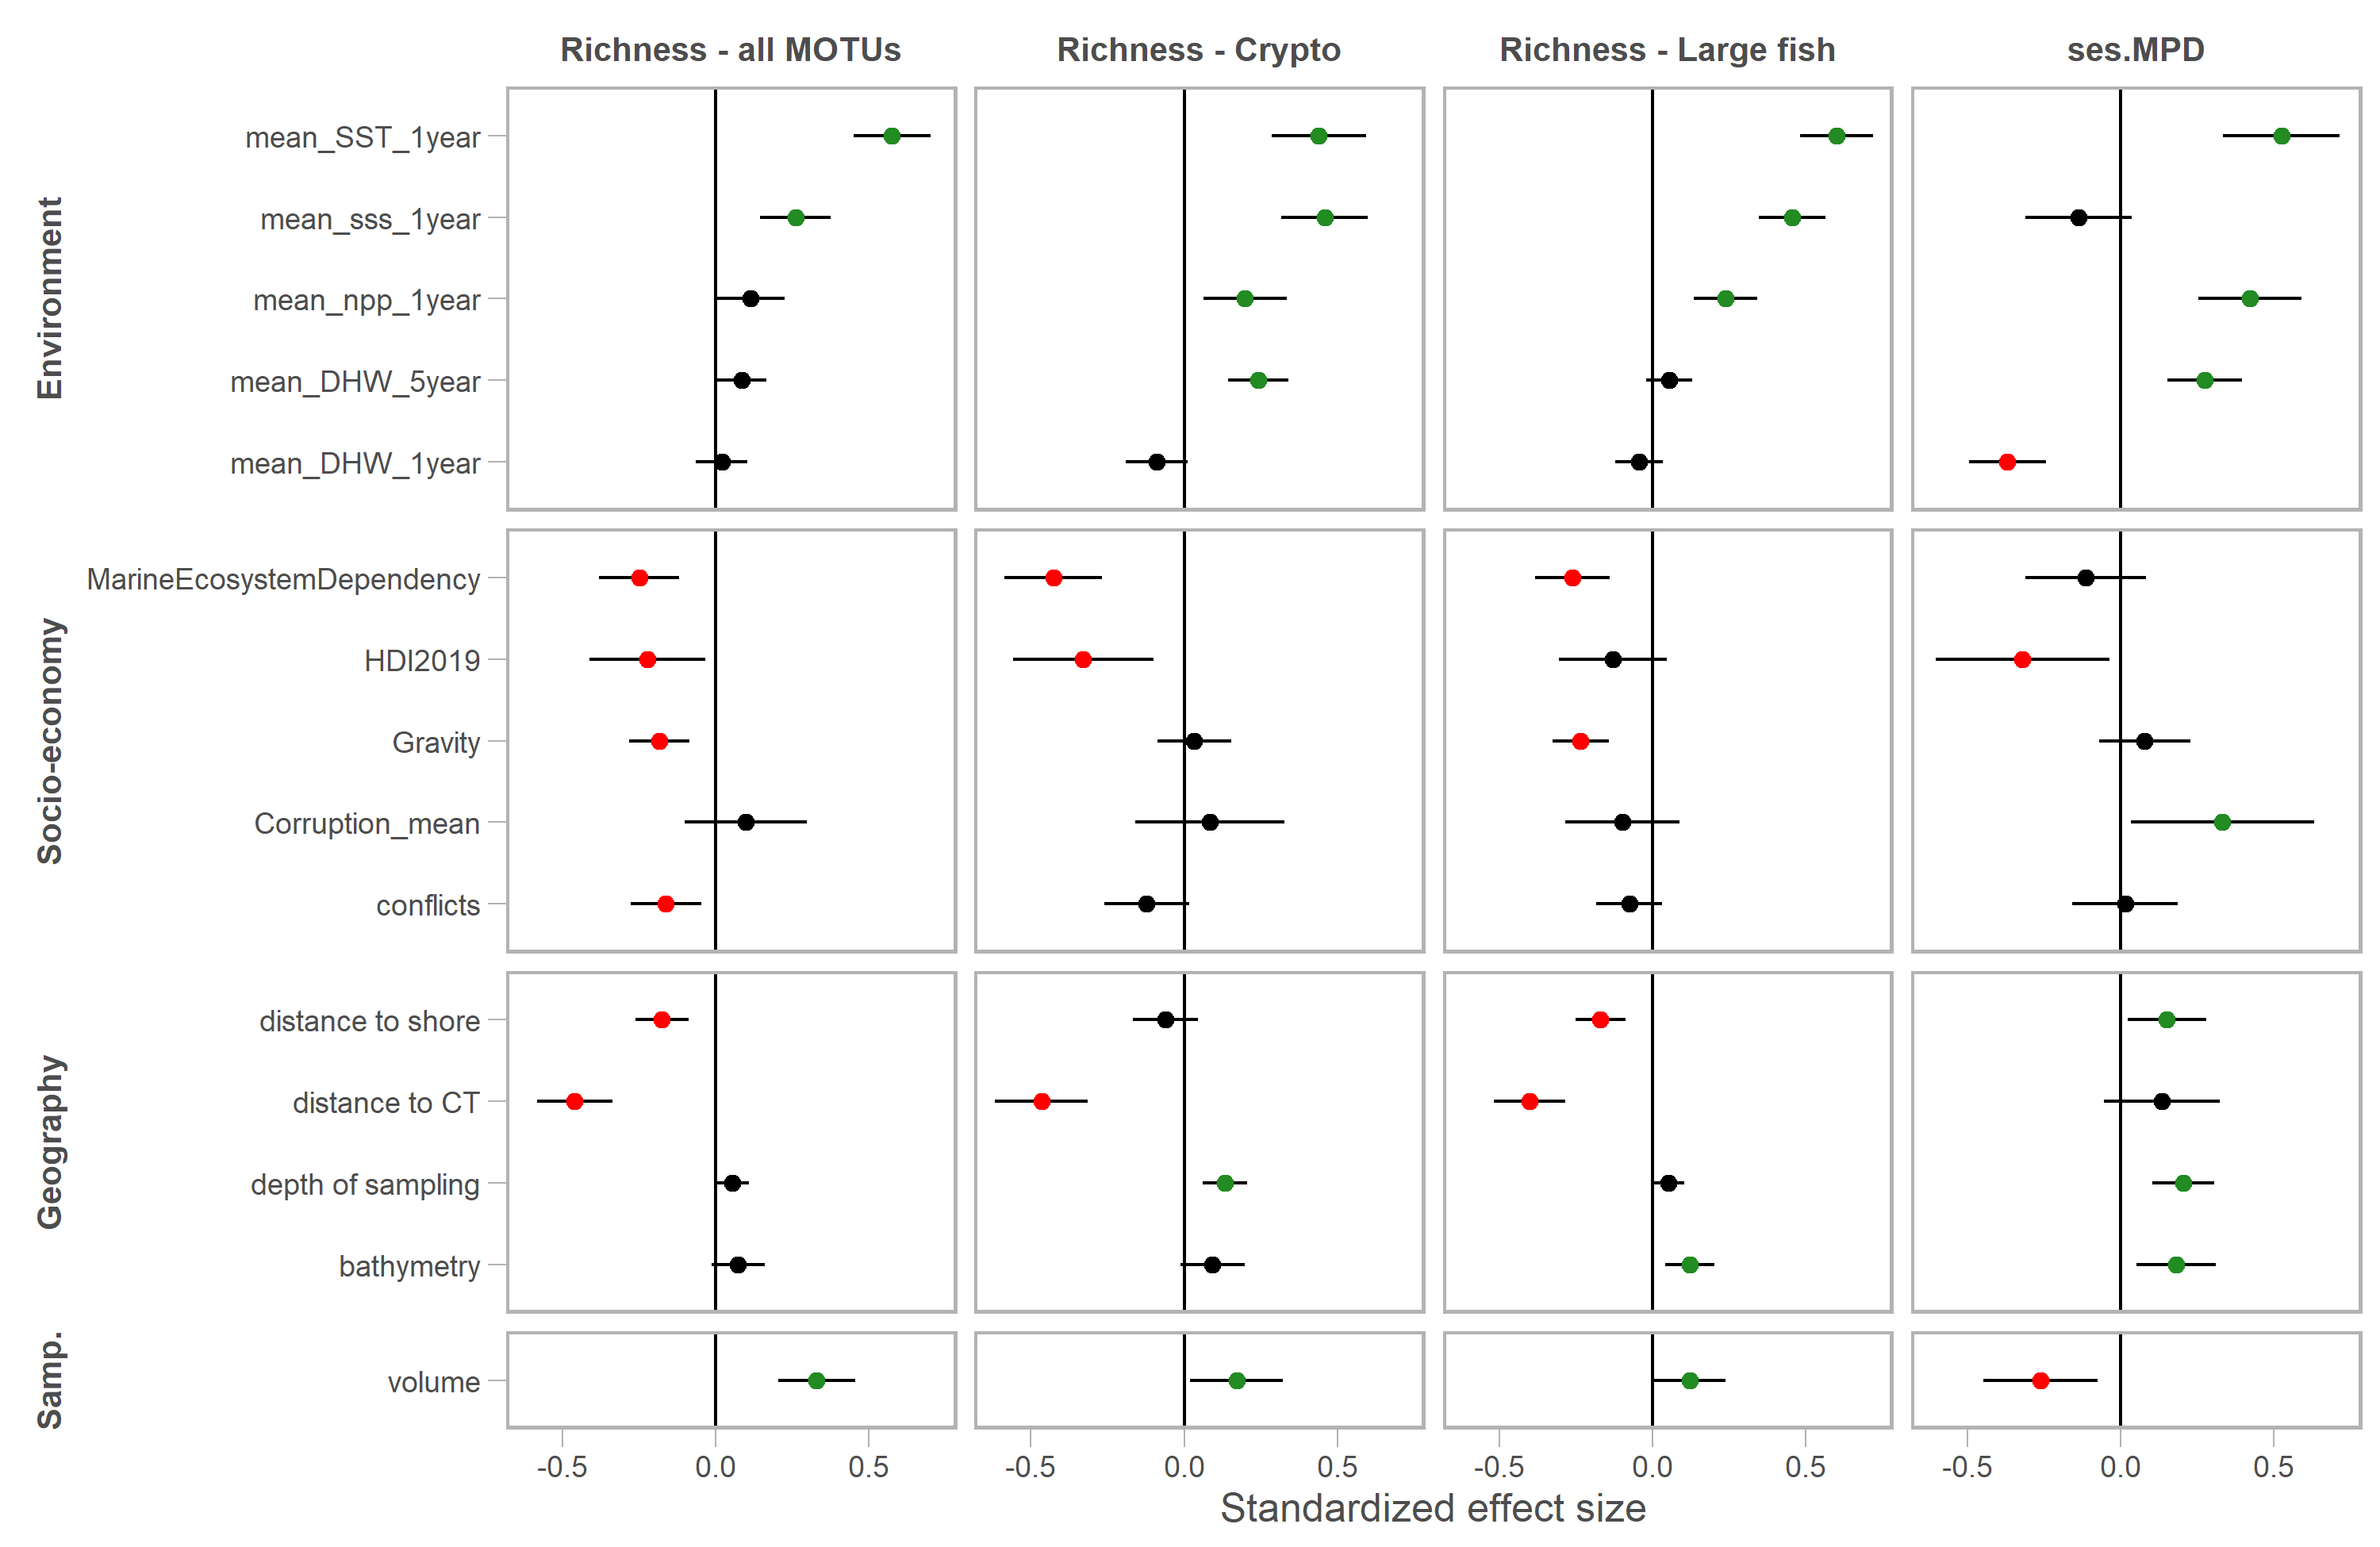 Richness - all MOTUs Richness - Crypto Richness - Large fish ses.MPD
Environment
mean_SST_1year
mean_sss_1year
mean_npp_1year
mean_DHW_5year
mean_DHW_1year
Socio-economy
MarineEcosystemDependency
HDI2019
Gravity
Corruption_mean
conflicts
Geography
distance to shore
distance to CT
depth of sampling
bathymetry
Samp.
volume
-0.5 0.0 0.5 -0.5 0.0 0.5 -0.5 0.0 0.5 -0.5 0.0 0.5
Standardized effect size